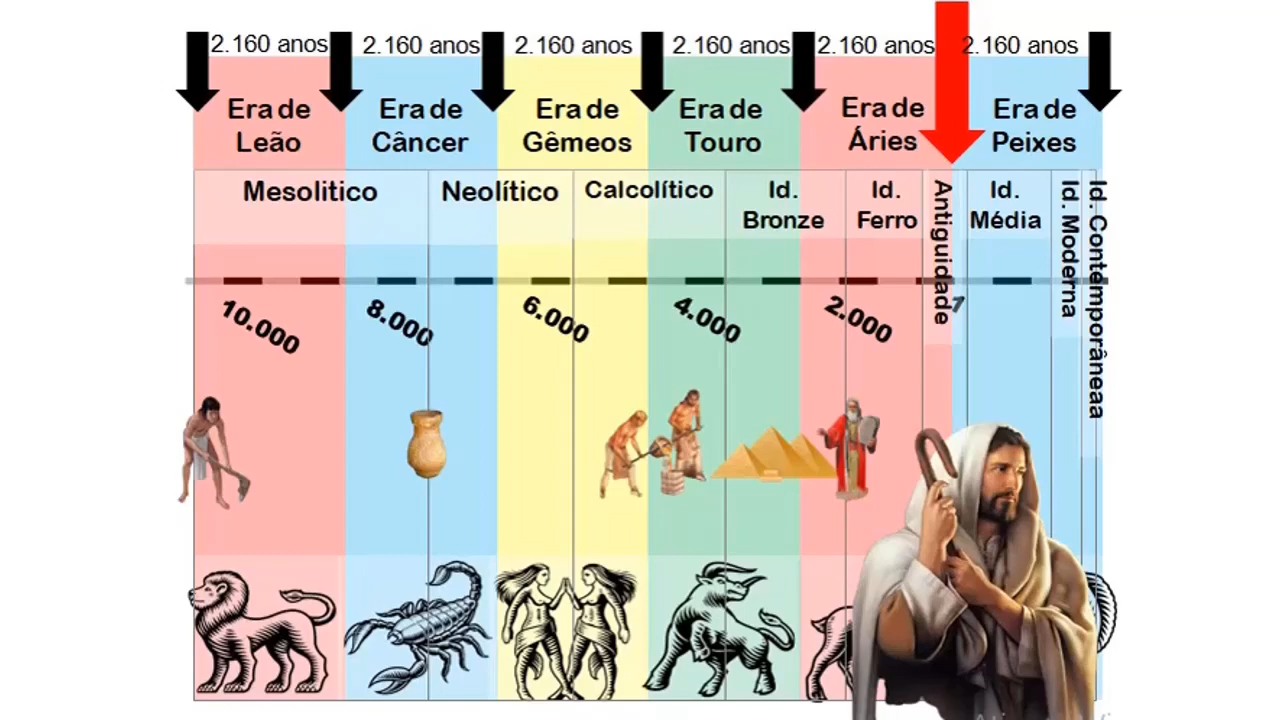 2.160 anos 2.160 anos 2.160 anos 2.160 anos 2.160 anos 2.160 anos
Era de Leão
Era de Câncer
Era de Gêmeos
Era de Touro
Era de Áries
Era de Peixes
Mesolitico
Neolítico
Calcolítico
Id. Bronze
Id. Ferro
Antiguidade
Id. Média
Id. Moderna
Id. Contemporâneaa
10.000
8.000
6.000
4.000
2.000
1